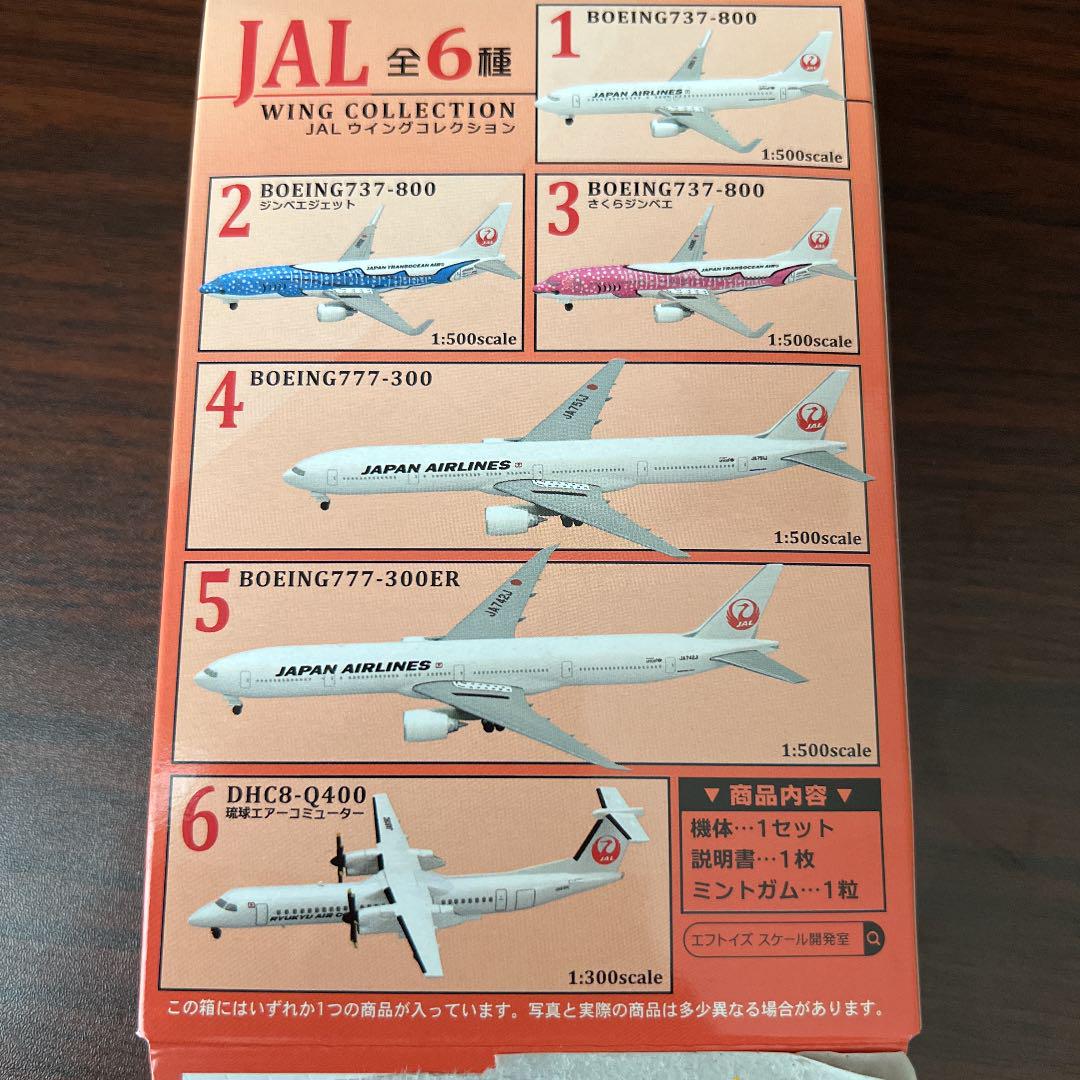 JAL 全6種
WING COLLECTION
JAL ウイングコレクション
1 BOEING737-800
JAPAN AIRLINES
JAL
1:500scale
2 BOEING737-800
ジンベエジェット
JAPAN TRANSOCEAN AIR
JAL
1:500scale
3 BOEING737-800
さくらジンベエ
JAPAN TRANSOCEAN AIR
JAL
1:500scale
4 BOEING777-300
JA751J
JAL
JAPAN AIRLINES
JA751J
1:500scale
5 BOEING777-300ER
JA742J
JAL
JAPAN AIRLINES
JA742J
1:500scale
6 DHC8-Q400
琉球エアーコミューター
JAL
RYUKYU AIR C
1:300scale
▼ 商品内容 ▼
機体…1セット
説明書…1枚
ミントガム…1粒
エフトイズ スケール開発室
この箱にはいずれか1つの商品が入っています。写真と実際の商品は多少異なる場合があります。